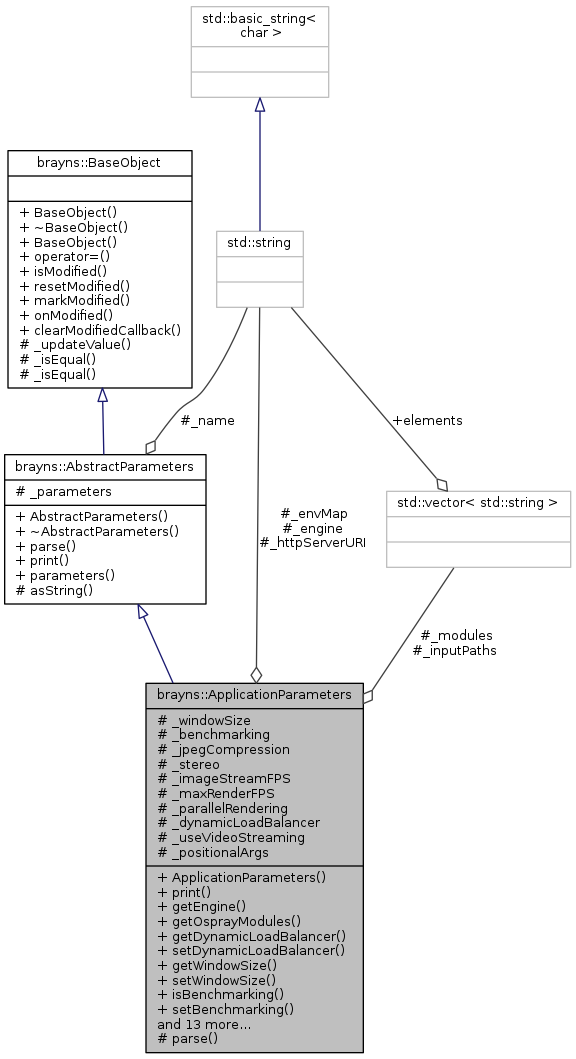 std::basic_string<
char >
brayns::BaseObject
+ BaseObject()
+ ~BaseObject()
+ BaseObject()
+ operator=()
+ isModified()
+ resetModified()
+ markModified()
+ onModified()
+ clearModifiedCallback()
# _updateValue()
# _isEqual()
# _isEqual()
std::string
#_name
+elements
brayns::AbstractParameters
# _parameters
+ AbstractParameters()
+ ~AbstractParameters()
+ parse()
+ print()
+ parameters()
# asString()
#_envMap
#_engine
#_httpServerURI
std::vector< std::string >
#_modules
#_inputPaths
brayns::ApplicationParameters
# _windowSize
# _benchmarking
# _jpegCompression
# _stereo
# _imageStreamFPS
# _maxRenderFPS
# _parallelRendering
# _dynamicLoadBalancer
# _useVideoStreaming
# _positionalArgs
+ ApplicationParameters()
+ print()
+ getEngine()
+ getOsprayModules()
+ getDynamicLoadBalancer()
+ setDynamicLoadBalancer()
+ getWindowSize()
+ setWindowSize()
+ isBenchmarking()
+ setBenchmarking()
and 13 more...
# parse()